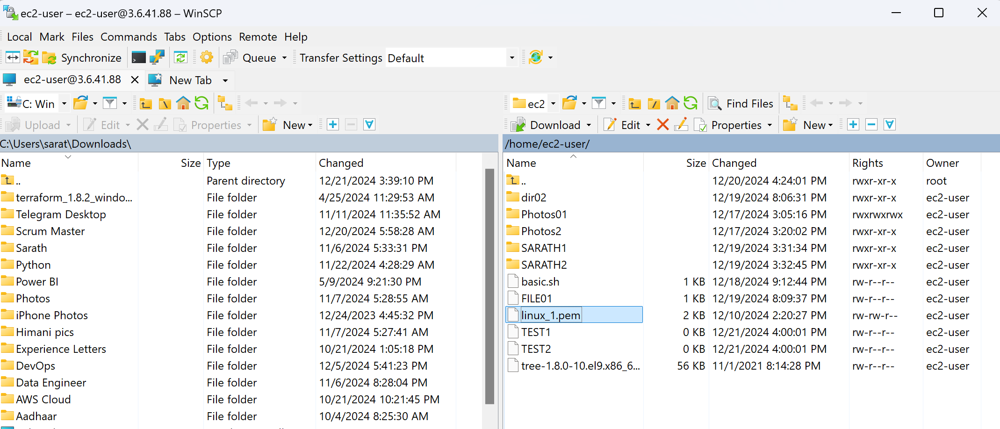 ec2-user – ec2-user@3.6.41.88 – WinSCP
Local Mark Files Commands Tabs Options Remote Help
Synchronize Queue Transfer Settings Default
ec2-user@3.6.41.88 New Tab
C: Win
Upload Edit Properties New
C:\Users\sarat\Downloads\
Name Size Type Changed
.. Parent directory 12/21/2024 3:39:10 PM
terraform_1.8.2_windo... File folder 4/25/2024 11:29:53 AM
Telegram Desktop File folder 11/11/2024 11:35:52 AM
Scrum Master File folder 12/20/2024 5:58:28 AM
Sarath File folder 11/6/2024 5:33:31 PM
Python File folder 11/22/2024 4:28:29 AM
Power BI File folder 5/9/2024 9:21:30 PM
Photos File folder 11/7/2024 5:28:55 AM
iPhone Photos File folder 12/24/2023 4:45:32 PM
Himani pics File folder 11/7/2024 5:27:41 AM
Experience Letters File folder 10/21/2024 1:05:18 PM
DevOps File folder 12/5/2024 5:41:23 PM
Data Engineer File folder 11/6/2024 8:28:04 PM
AWS Cloud File folder 10/21/2024 10:21:45 PM
Aadhaar File folder 10/4/2024 8:25:30 AM
ec2 Find Files
Download Edit Properties New
/home/ec2-user/
Name Size Changed Rights Owner
.. 12/20/2024 4:24:01 PM rwxr-xr-x root
dir02 12/19/2024 8:06:31 PM rwxr-xr-x ec2-user
Photos01 12/17/2024 3:05:16 PM rwxrwxrwx ec2-user
Photos2 12/17/2024 3:20:02 PM rwxr-xr-x ec2-user
SARATH1 12/19/2024 3:31:34 PM rwxr-xr-x ec2-user
SARATH2 12/19/2024 3:32:45 PM rwxr-xr-x ec2-user
basic.sh 1 KB 12/18/2024 9:12:44 PM rw-r--r-- ec2-user
FILE01 1 KB 12/19/2024 8:09:37 PM rw-r--r-- ec2-user
linux_1.pem 2 KB 12/10/2024 2:20:27 PM rw-rw-r-- ec2-user
TEST1 0 KB 12/21/2024 4:00:01 PM rw-r--r-- ec2-user
TEST2 0 KB 12/21/2024 4:00:01 PM rw-r--r-- ec2-user
tree-1.8.0-10.el9.x86_6... 56 KB 11/1/2021 8:14:28 PM rw-r--r-- ec2-user